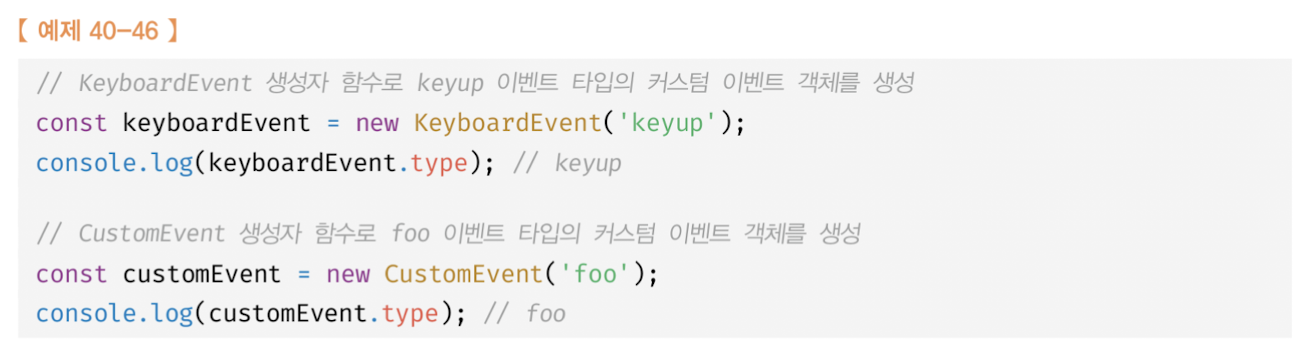 【 예제 40-46 】
// KeyboardEvent 생성자 함수로 keyup 이벤트 타입의 커스텀 이벤트 객체를 생성
const keyboardEvent = new KeyboardEvent('keyup');
console.log(keyboardEvent.type); // keyup
// CustomEvent 생성자 함수로 foo 이벤트 타입의 커스텀 이벤트 객체를 생성
const customEvent = new CustomEvent('foo');
console.log(customEvent.type); // foo